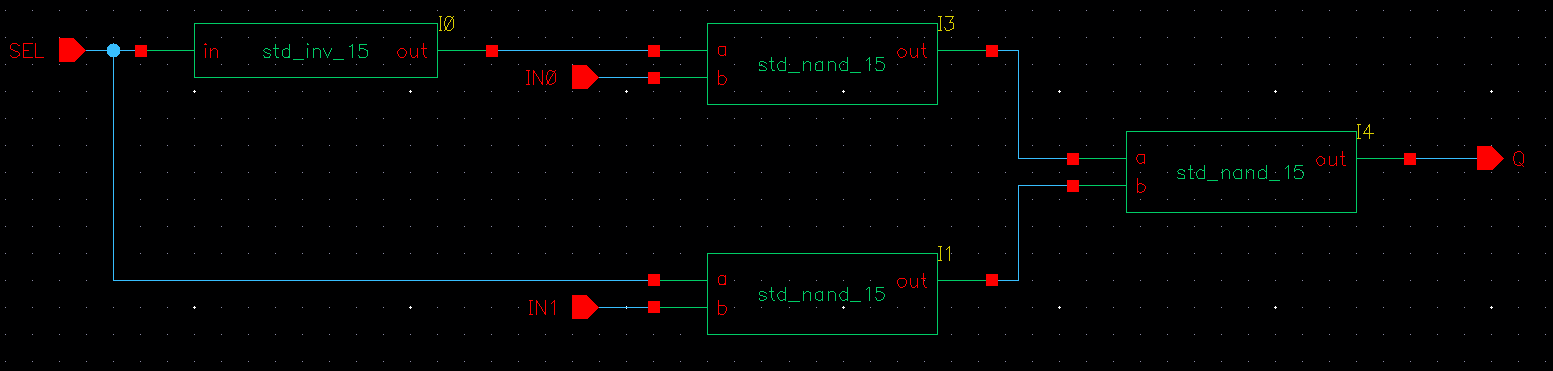 I0
I3
SEL
in
std_inv_15
out
a
std_nand_15
out
IN0
b
I4
a
std_nand_15
out
Q
b
I1
a
std_nand_15
out
IN1
b